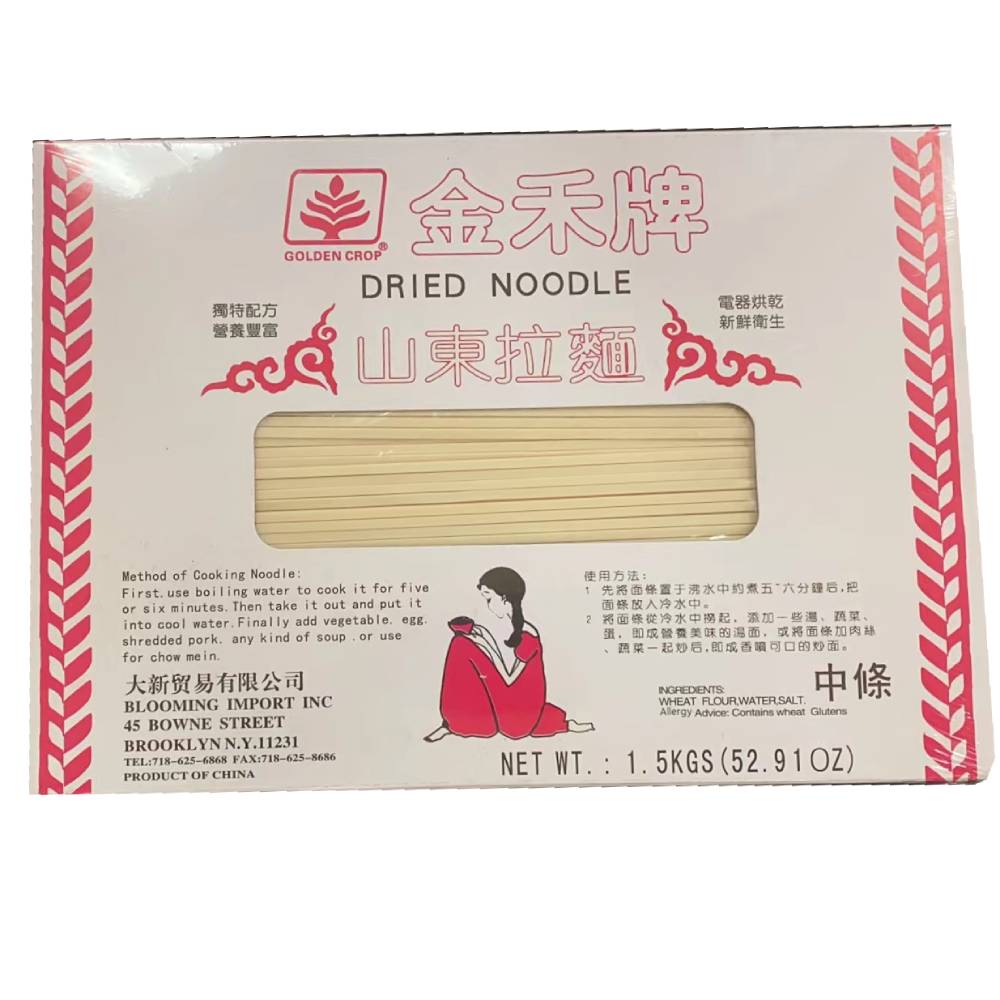 金禾牌
GOLDEN CROP®
DRIED NOODLE
獨特配方
營養豐富
電器烘乾
新鮮衛生
山東拉麵
Method of Cooking Noodle:
First. use boiling water to cook it for five
or six minutes. Then take it out and put it
into cool water. Finally add vegetable. egg.
shredded pork. any kind of soup .or use
for chow mein.
使用方法:
1 先將面條置于沸水中約煮五~六分鐘后,把
面條放入冷水中。
2 將面條從冷水中撈起, 添加一些湯、蔬菜、
蛋, 即成營養美味的湯面, 或將面條加肉絲
、蔬菜一起炒后,即成香噴可口的炒面。
大新贸易有限公司
BLOOMING IMPORT INC
45 BOWNE STREET
BROOKLYN N.Y.11231
TEL:718-625-6868 FAX:718-625-8686
PRODUCT OF CHINA
INGREDIENTS:
WHEAT FLOUR,WATER,SALT.
Allergy Advice: Contains wheat Glutens
中條
NET WT. : 1.5KGS(52.91OZ)